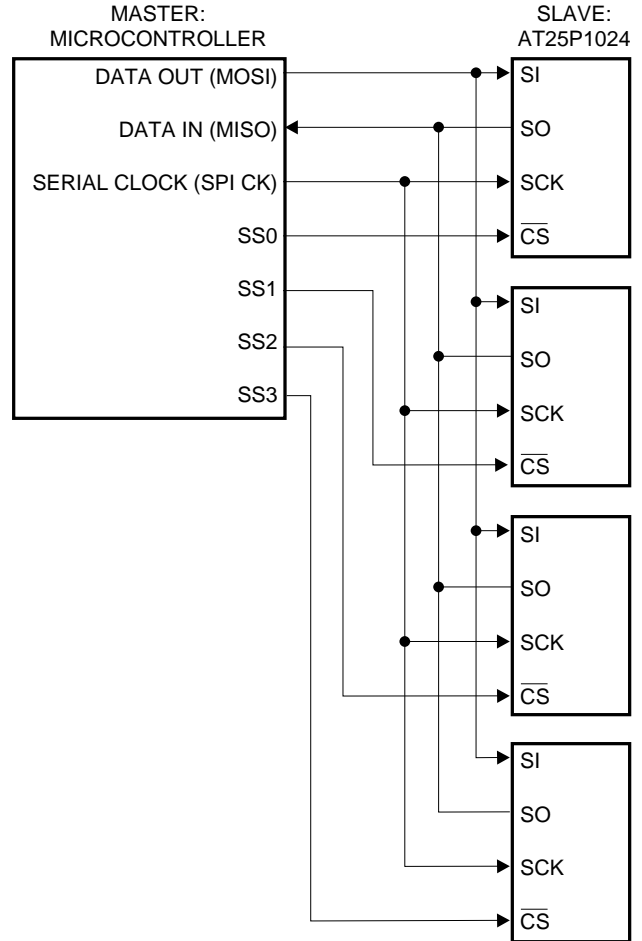 MASTER:
MICROCONTROLLER
SLAVE:
AT25P1024
DATA OUT (MOSI)
DATA IN (MISO)
SERIAL CLOCK (SPI CK)
SS0
SS1
SS2
SS3
SI
SO
SCK
CS
SI
SO
SCK
CS
SI
SO
SCK
CS
SI
SO
SCK
CS